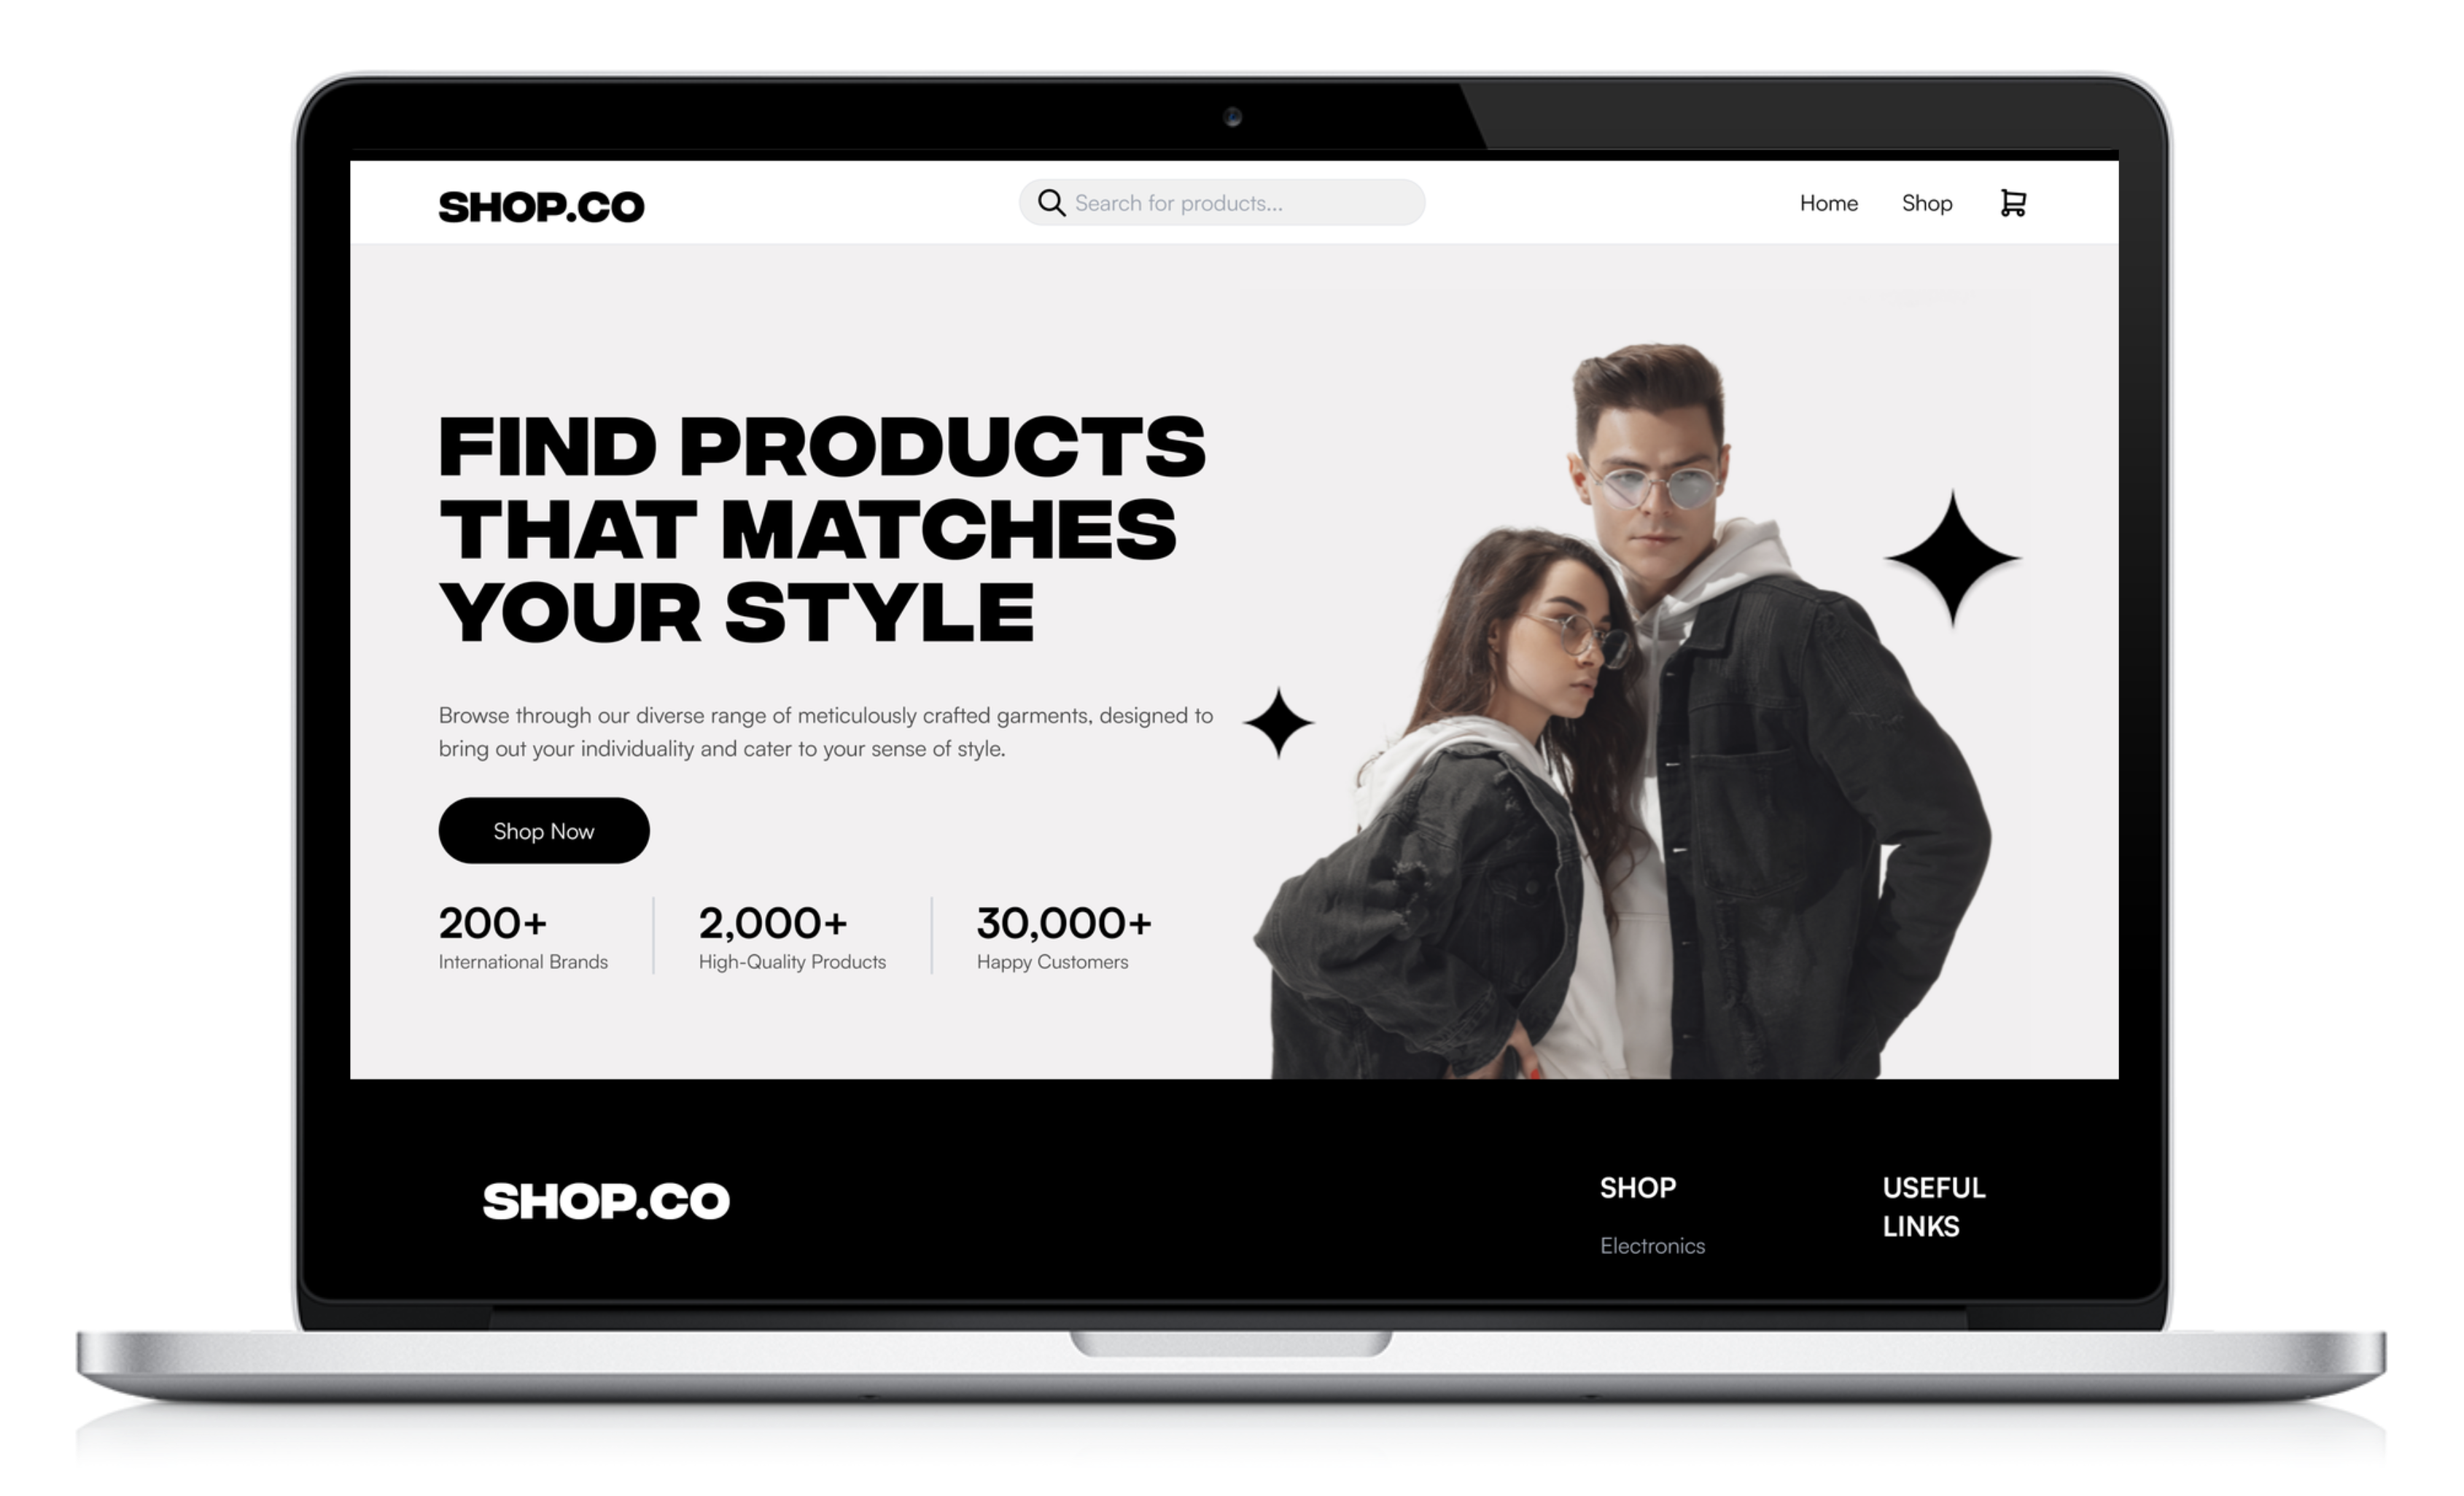 SHOP.CO
Search for products...
Home
Shop
FIND PRODUCTS
THAT MATCHES
YOUR STYLE
Browse through our diverse range of meticulously crafted garments, designed to
bring out your individuality and cater to your sense of style.
Shop Now
200+
International Brands
2,000+
High-Quality Products
30,000+
Happy Customers
SHOP.CO
SHOP
Electronics
USEFUL
LINKS